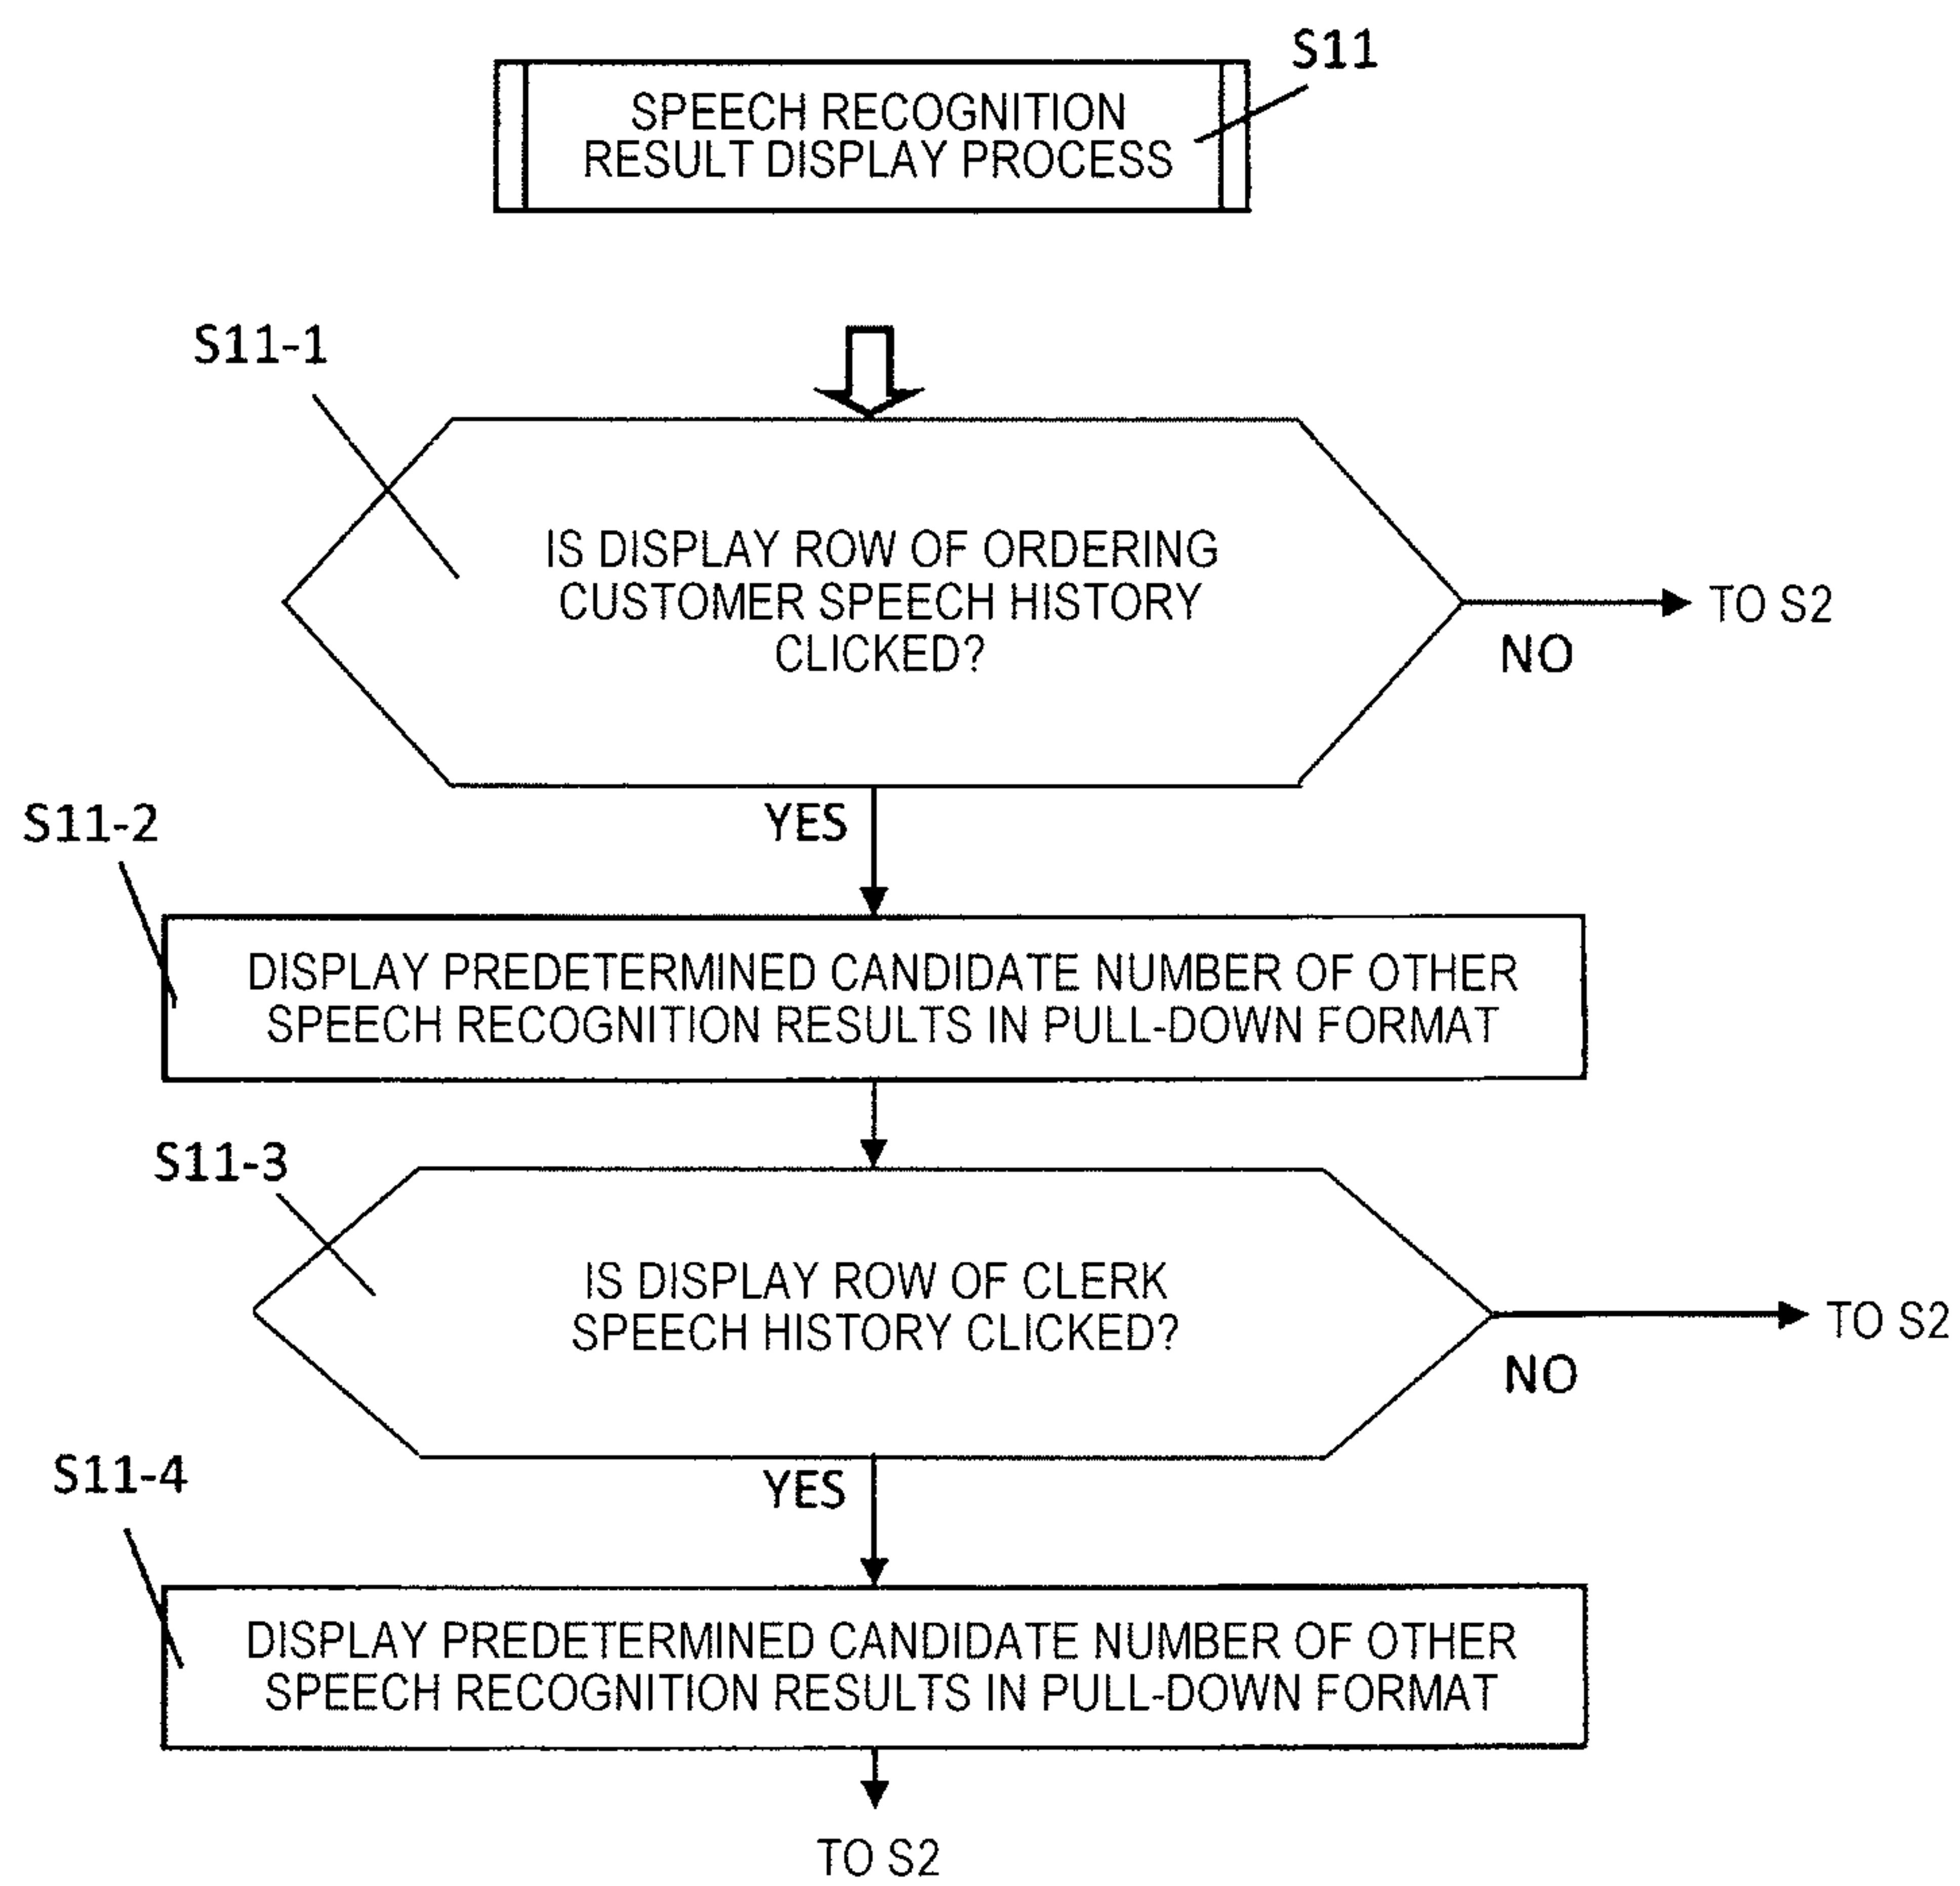 S11
SPEECH RECOGNITION
RESULT DISPLAY PROCESS
S11-1
IS DISPLAY ROW OF ORDERING
CUSTOMER SPEECH HISTORY
CLICKED?
TO S2
NO
YES
S11-2
DISPLAY PREDETERMINED CANDIDATE NUMBER OF OTHER
SPEECH RECOGNITION RESULTS IN PULL-DOWN FORMAT
S11-3
IS DISPLAY ROW OF CLERK
SPEECH HISTORY CLICKED?
TO S2
NO
YES
S11-4
DISPLAY PREDETERMINED CANDIDATE NUMBER OF OTHER
SPEECH RECOGNITION RESULTS IN PULL-DOWN FORMAT
TO S2